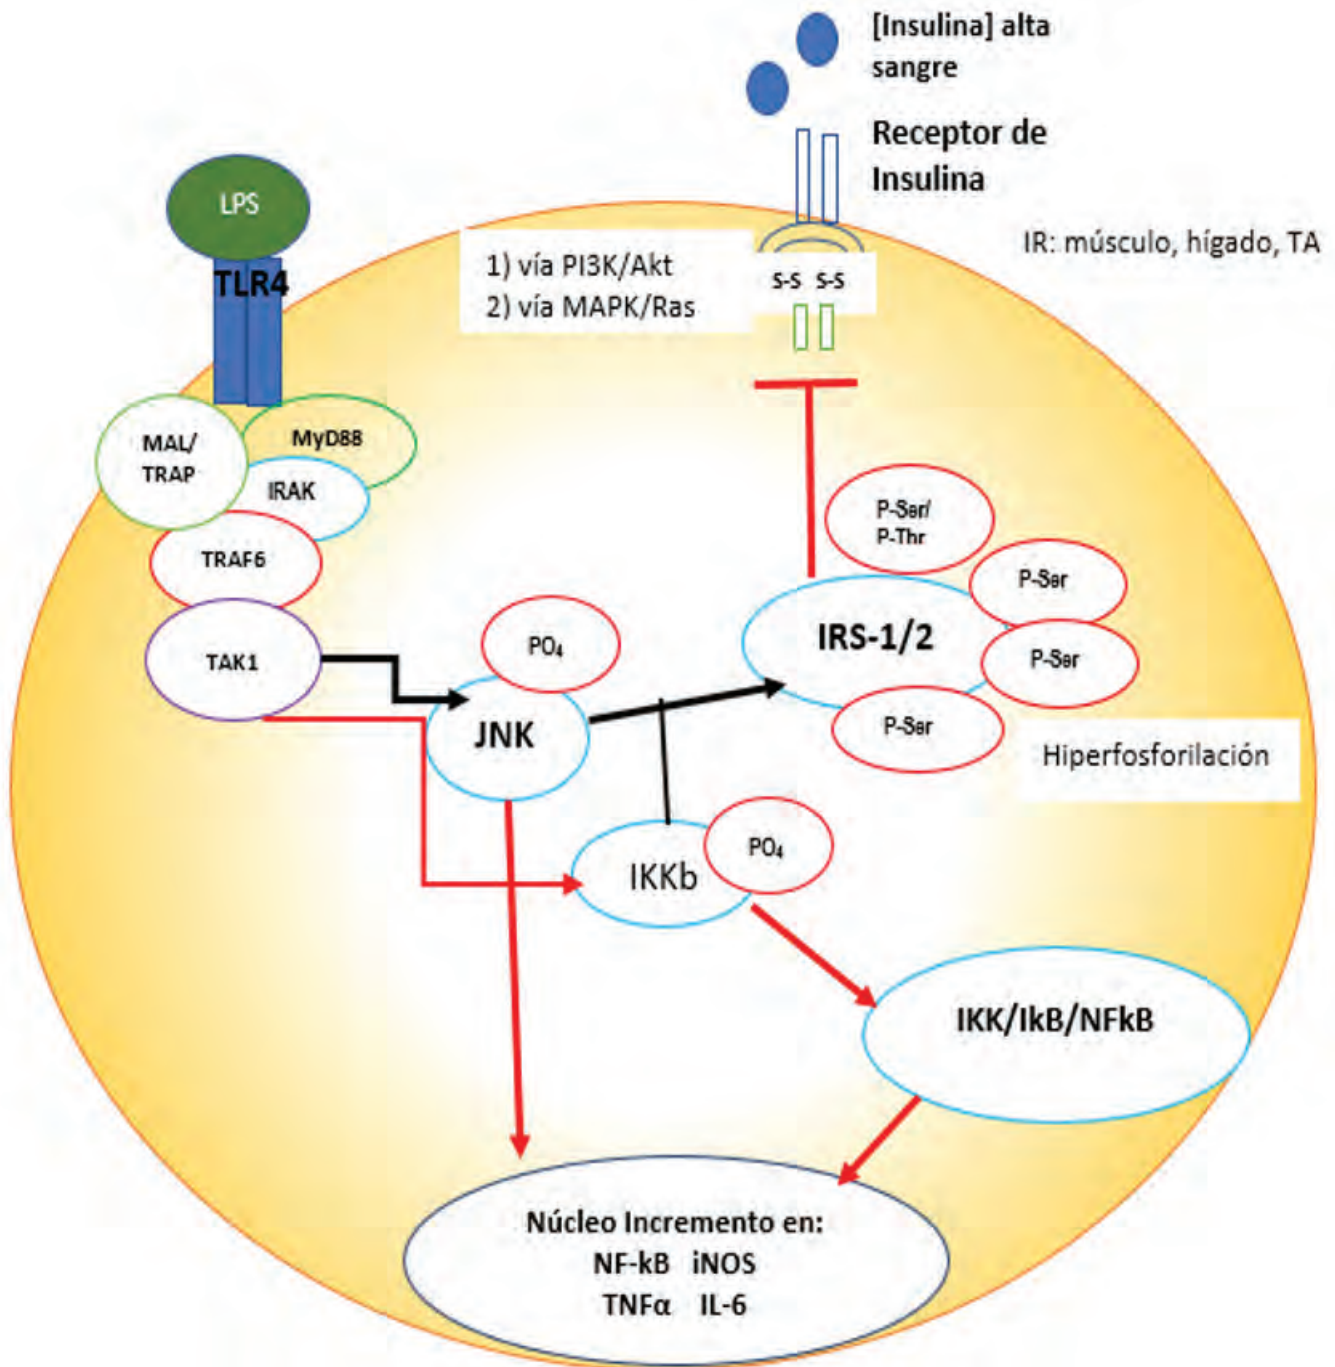 [Insulina] alta
sangre
Receptor de
Insulina
IR: músculo, hígado, TA
LPS
TLR4
1) vía PI3K/Akt
2) vía MAPK/Ras
S-S S-S
MAL/
TRAP
MyD88
IRAK
TRAF6
TAK1
PO₄
JNK
P-Ser/
P-Thr
P-Ser
IRS-1/2
P-Ser
P-Ser
Hiperfosforilación
IKKb
PO₄
IKK/IkB/NFkB
Núcleo Incremento en:
NF-kB iNOS
TNFα IL-6